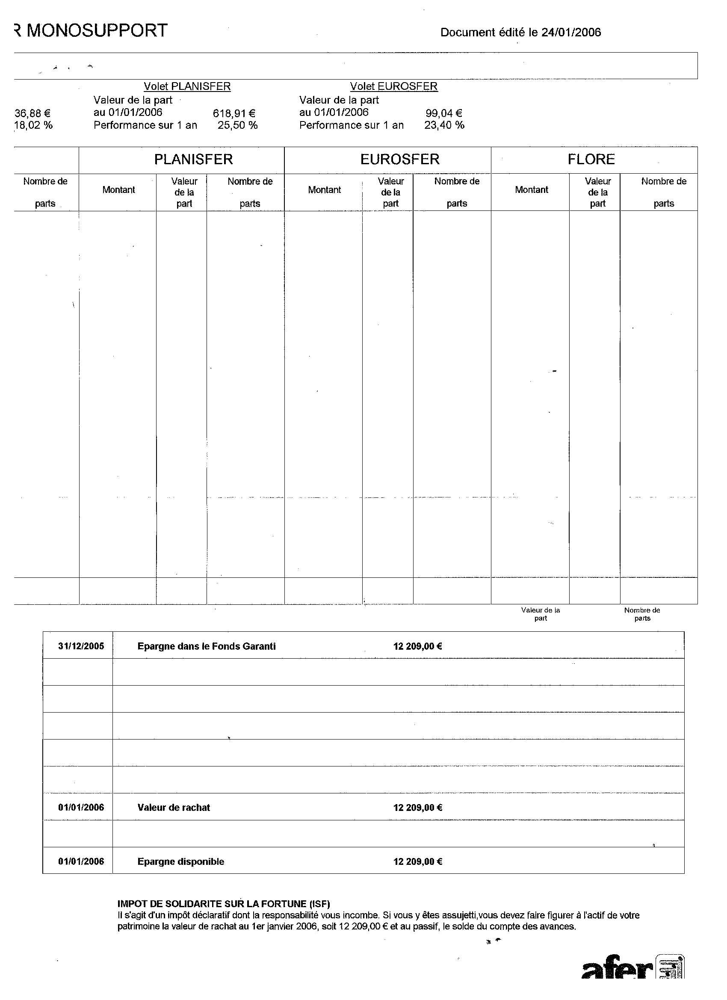 MONOSUPPORT
Document édité le 24/01/2006
Volet PLANISFER
Volet EUROSFER
Valeur de la part
Valeur de la part
36,88 €
au 01/01/2006
618,91 €
au 01/01/2006
99,04 €
18,02 %
Performance sur 1 an
25,50 %
Performance sur 1 an
23,40 %
PLANISFER
EUROSFER
FLORE
Nombre de
parts
Montant
Valeur
de la
part
Nombre de
parts
Montant
Valeur
de la
part
Nombre de
parts
Montant
Valeur
de la
part
Nombre de
parts
Valeur de la
part
Nombre de
parts
31/12/2005 Epargne dans le Fonds Garanti 12 209,00 €
01/01/2006 Valeur de rachat 12 209,00 €
01/01/2006 Epargne disponible 12 209,00 €
IMPOT DE SOLIDARITE SUR LA FORTUNE (ISF)
Il s'agit d'un impôt déclaratif dont la responsabilité vous incombe. Si vous y êtes assujetti,vous devez faire figurer à l'actif de votre
patrimoine la valeur de rachat au 1er janvier 2006, soit 12 209,00 € et au passif, le solde du compte des avances.
afer